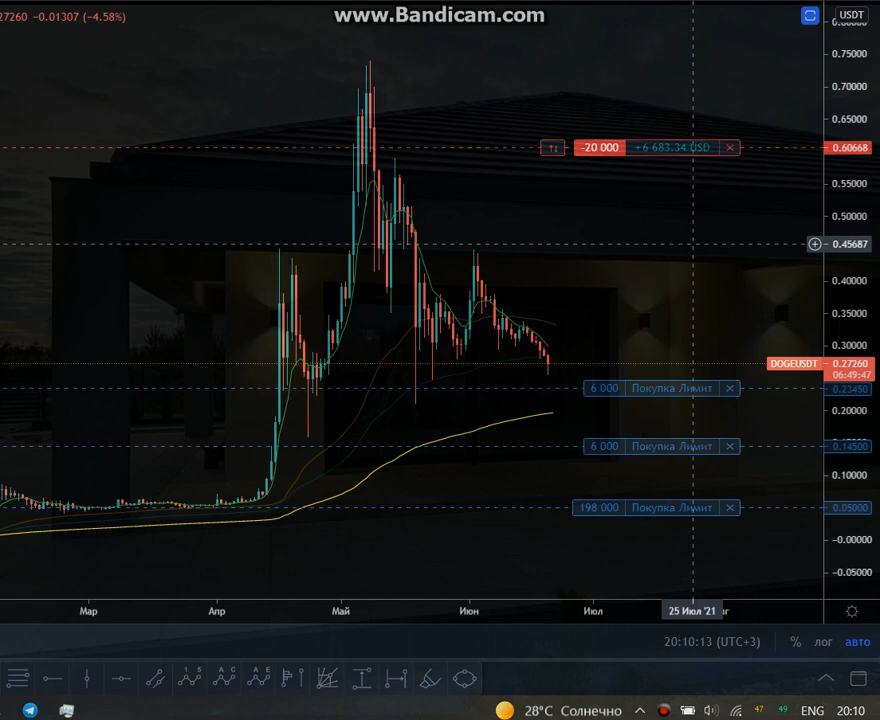 www.Bandicam.com
27260 -0.01307 (-4.58%)
USDT
0.75000
0.70000
0.65000
-20 000 +6 683.34 USD ×
0.60668
0.55000
0.50000
0.45687
0.40000
0.35000
0.30000
DOGEUSDT 0.27260
06:49:47
6 000 Покупка Лимит ×
0.23450
0.20000
6 000 Покупка Лимит ×
0.14500
0.10000
198 000 Покупка Лимит ×
0.05000
-0.00000
-0.05000
Мар Апр Май Июн Июл 25 Июл '21
20:10:13 (UTC+3) % лог авто
28°C Солнечно 47 49 ENG 20:10